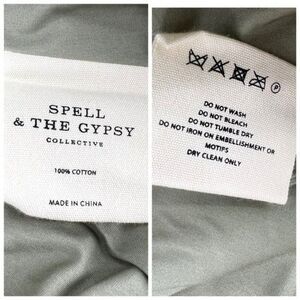 SPELL
& THE GYPSY
COLLECTIVE
100% COTTON
MADE IN CHINA
P
DO NOT WASH
DO NOT BLEACH
DO NOT TUMBLE DRY
DO NOT IRON ON EMBELLISHMENT OR
MOTIFS
DRY CLEAN ONLY